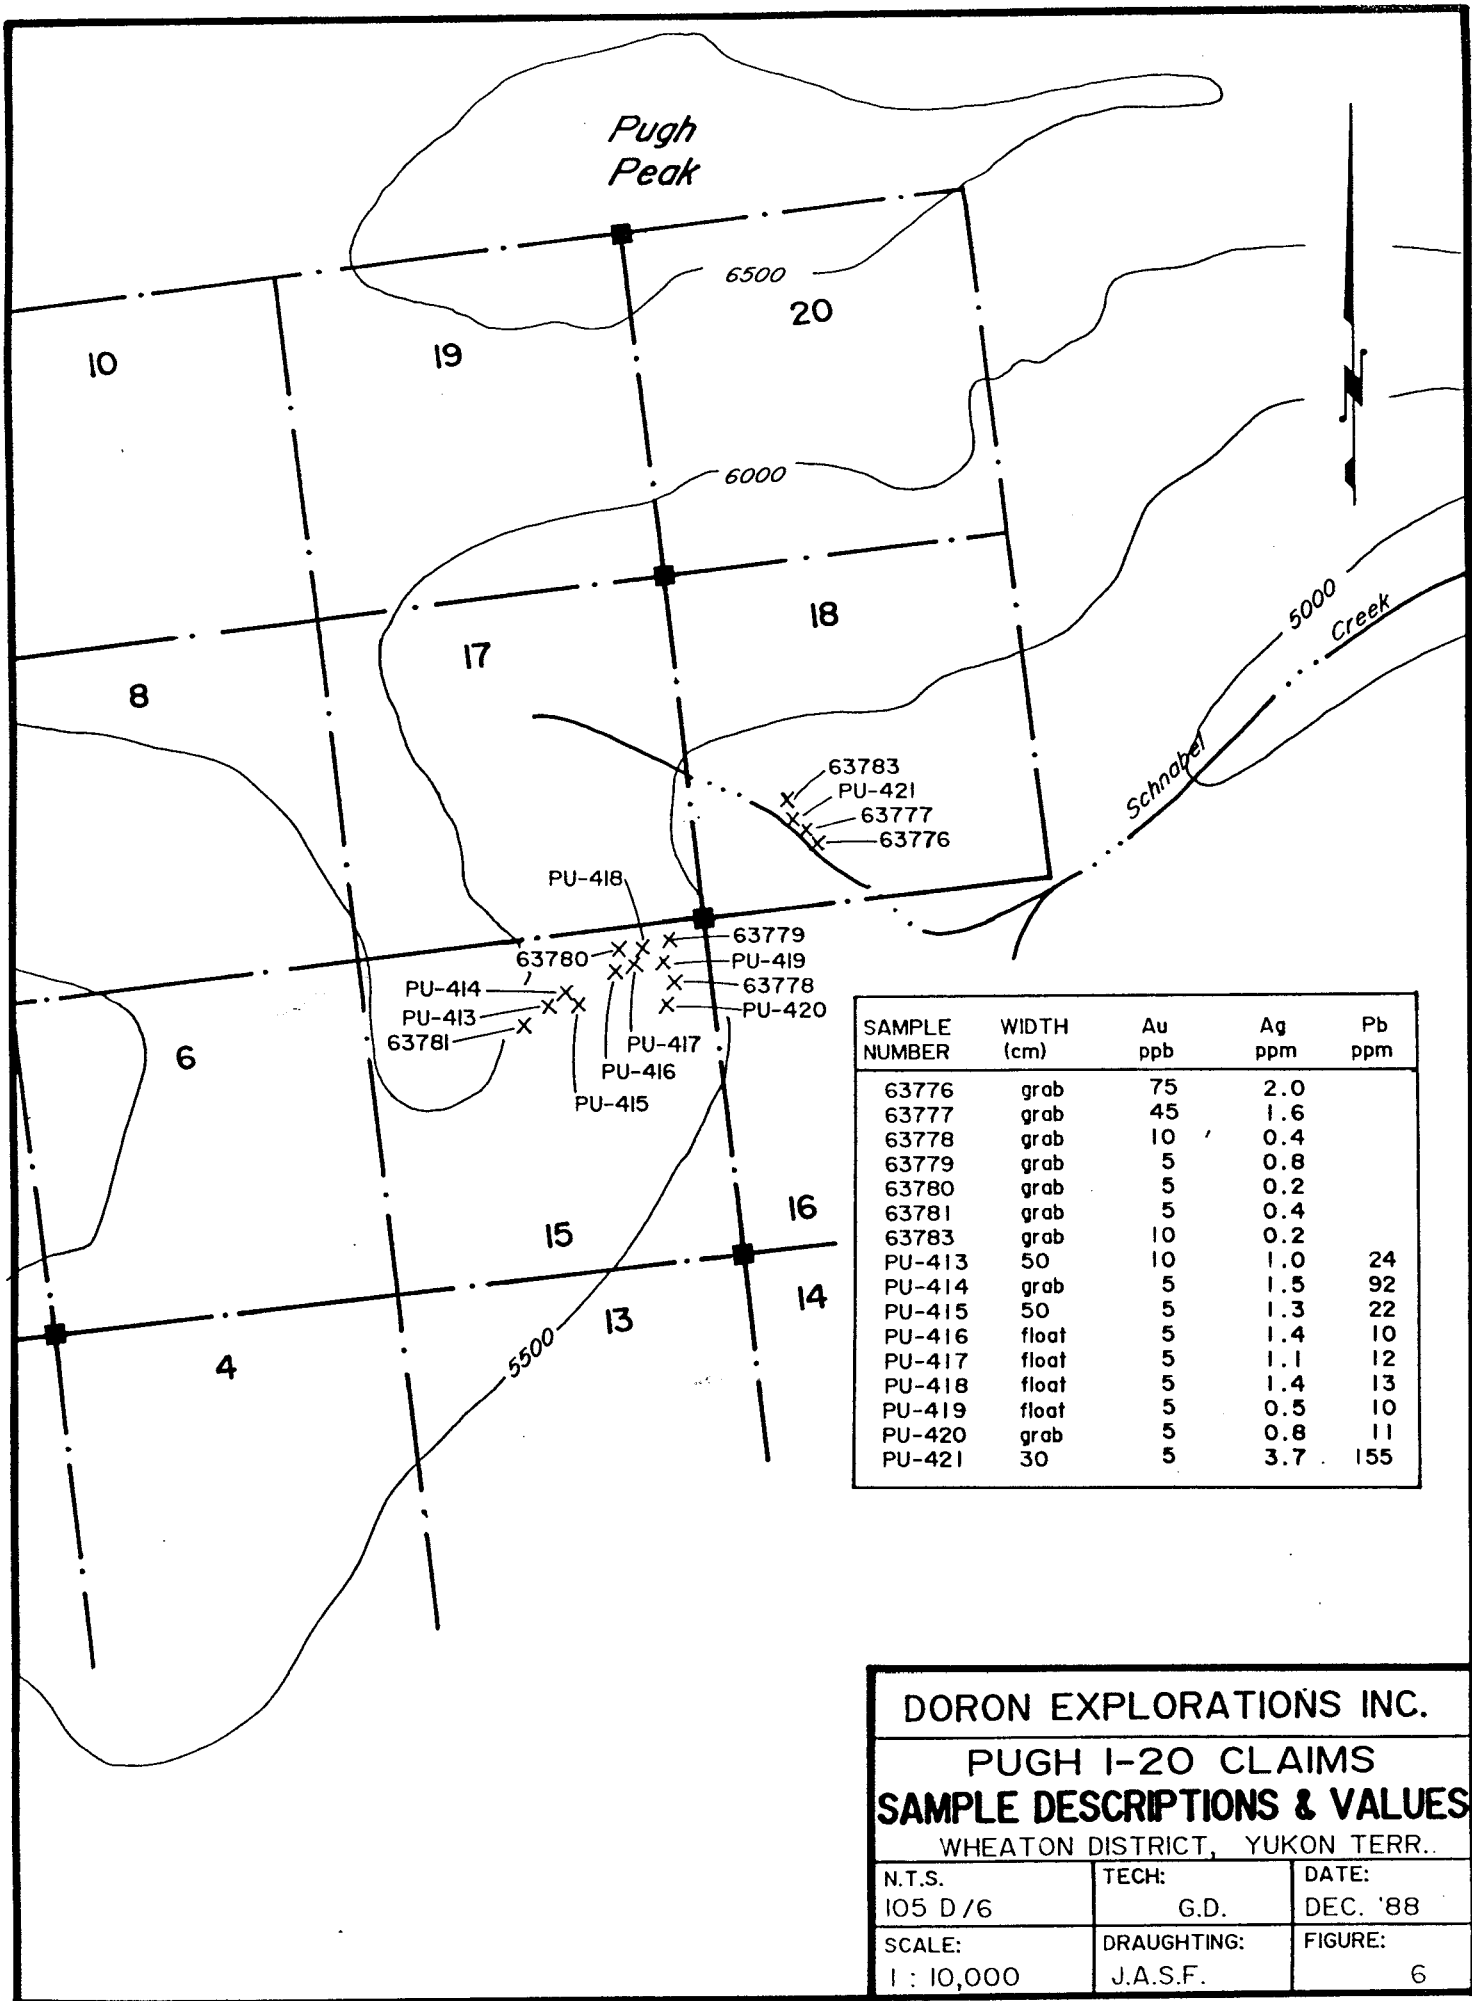 Pugh
Peak
6500
20
10
19
6000
18
17
8
5000
Creek
Schnabel
63783
PU-421
63777
63776
PU-418
63779
63780
PU-419
63778
PU-414
PU-413
PU-420
63781
PU-417
PU-416
PU-415
6
15
16
14
13
5500
4
N
SAMPLE NUMBER WIDTH (cm) Au ppb Ag ppm Pb ppm
63776 grab 75 2.0
63777 grab 45 1.6
63778 grab 10 0.4
63779 grab 5 0.8
63780 grab 5 0.2
63781 grab 5 0.4
63783 grab 10 0.2
PU-413 50 10 1.0 24
PU-414 grab 5 1.5 92
PU-415 50 5 1.3 22
PU-416 float 5 1.4 10
PU-417 float 5 1.1 12
PU-418 float 5 1.4 13
PU-419 float 5 0.5 10
PU-420 grab 5 0.8 11
PU-421 30 5 3.7 155
DORON EXPLORATIONS INC.
PUGH 1-20 CLAIMS
SAMPLE DESCRIPTIONS & VALUES
WHEATON DISTRICT, YUKON TERR..
N.T.S. 105 D/6
TECH: G.D.
DATE: DEC. '88
SCALE: 1 : 10,000
DRAUGHTING: J.A.S.F.
FIGURE: 6